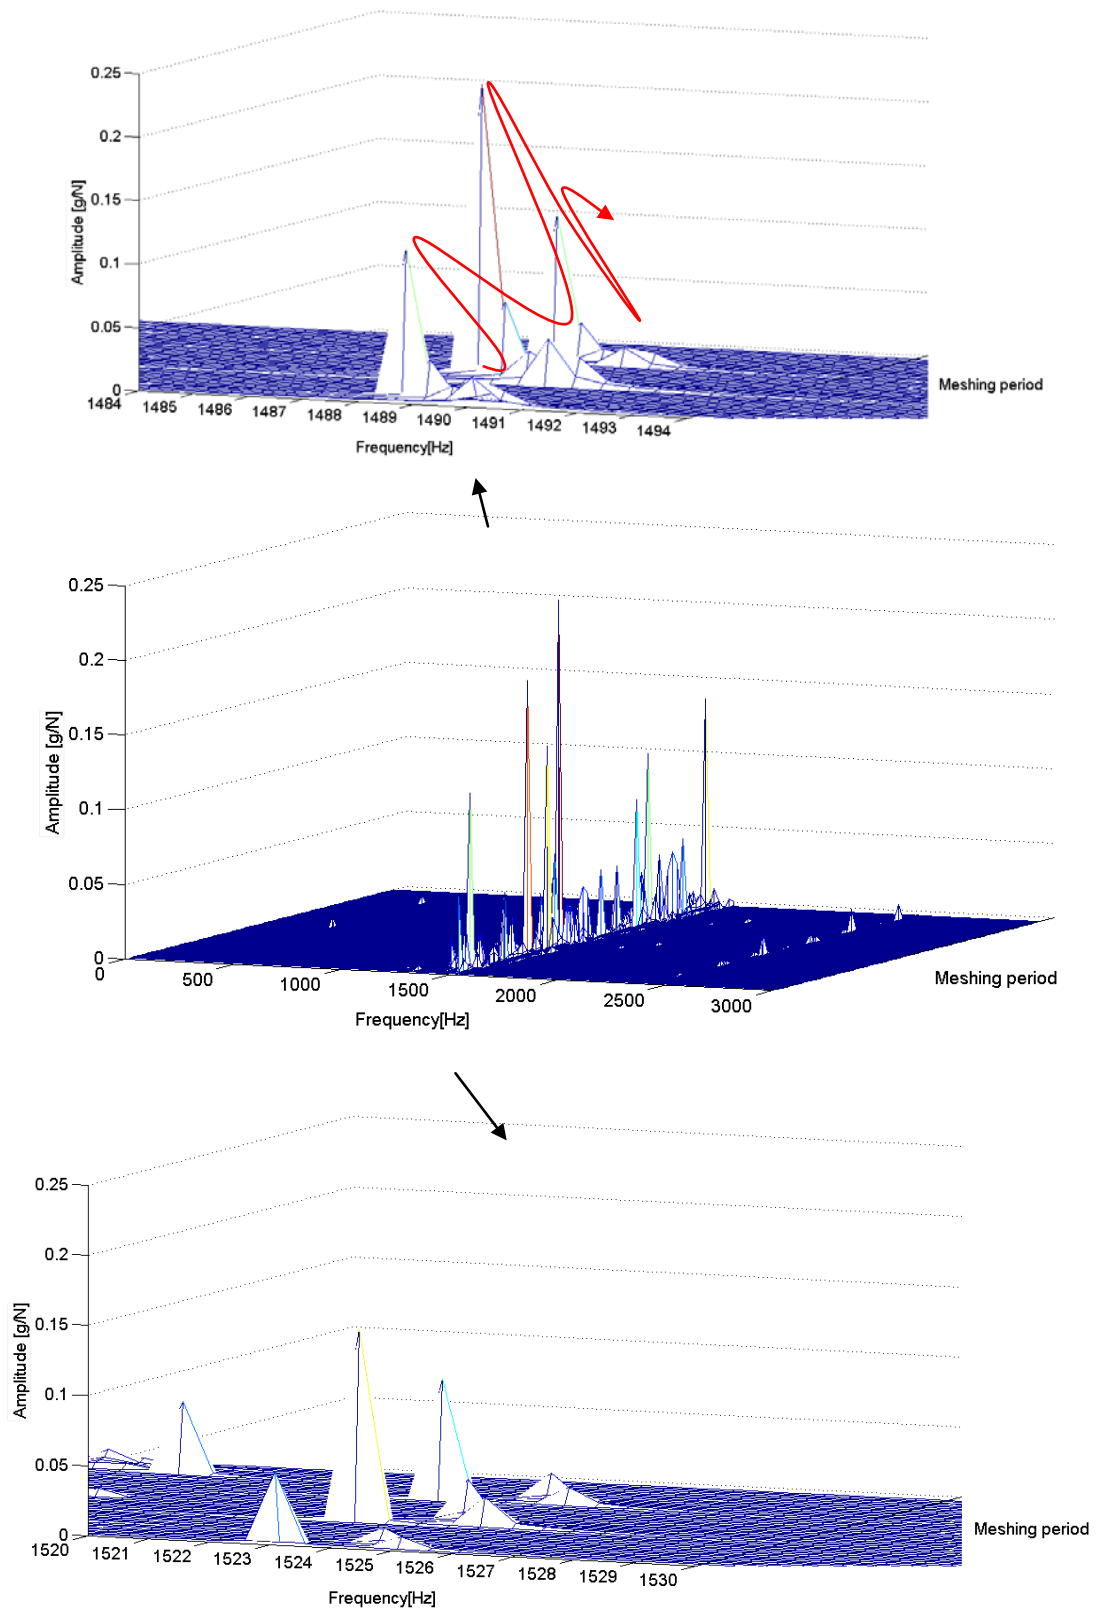 0.25
0.2
0.15
0.1
0.05
0
Amplitude [g/N]
1484 1485 1486 1487 1488 1489 1490 1491 1492 1493 1494
Frequency[Hz]
Meshing period
0.25
0.2
0.15
0.1
0.05
0
Amplitude [g/N]
0 500 1000 1500 2000 2500 3000
Frequency[Hz]
Meshing period
0.25
0.2
0.15
0.1
0.05
0
Amplitude [g/N]
1520 1521 1522 1523 1524 1525 1526 1527 1528 1529 1530
Frequency[Hz]
Meshing period